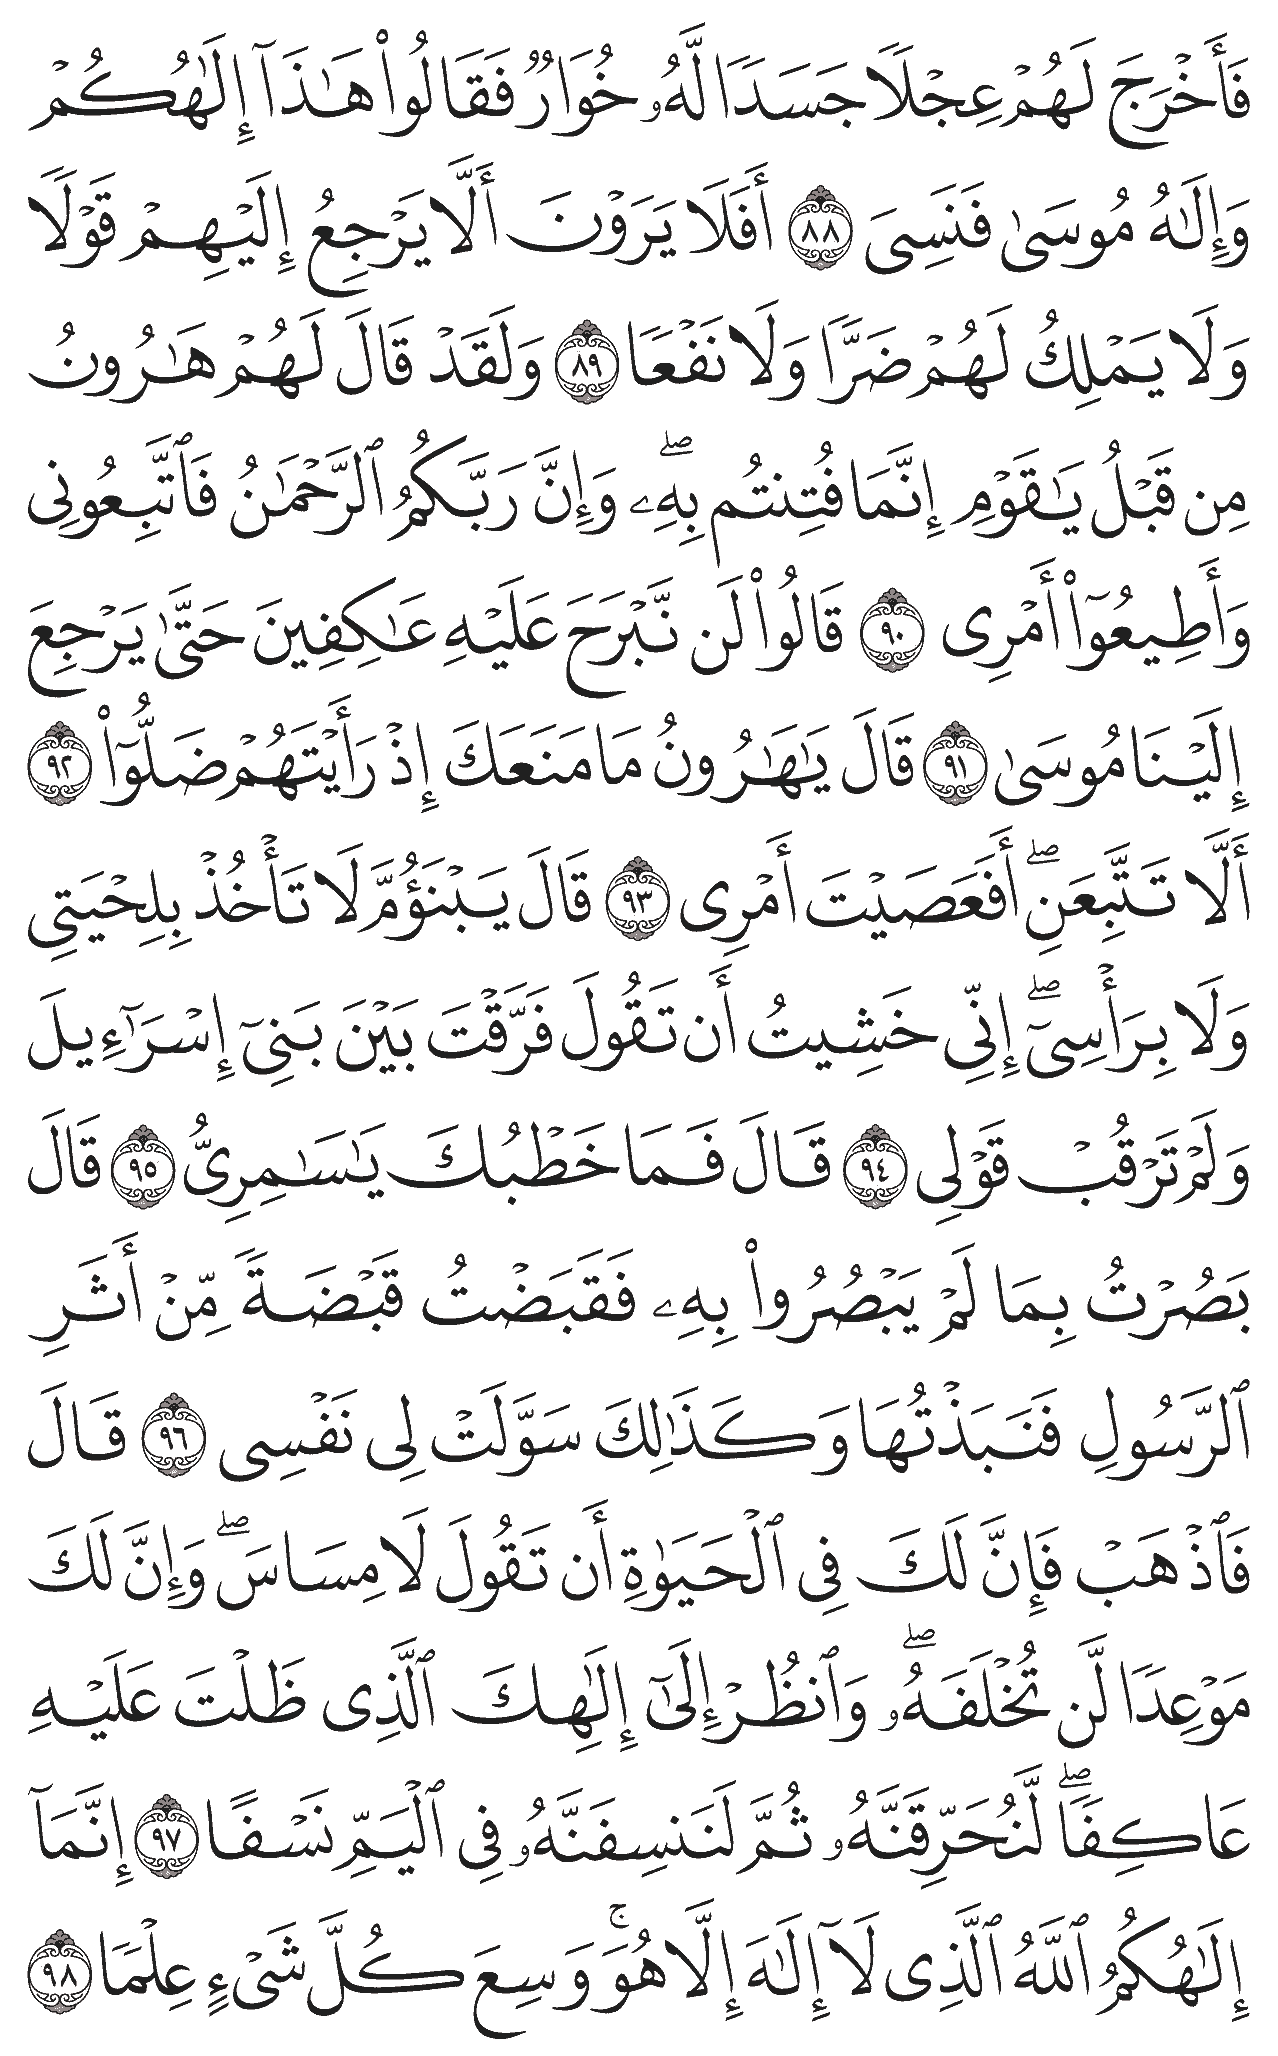 فَأَخْرَجَ لَهُمْ عِجْلًا جَسَدًا لَّهُۥ خُوَارٌ فَقَالُوا۟ هَـٰذَآ إِلَـٰهُكُمْ
وَإِلَـٰهُ مُوسَىٰ فَنَسِىَ ٨٨ أَفَلَا يَرَوْنَ أَلَّا يَرْجِعُ إِلَيْهِمْ قَوْلًا
وَلَا يَمْلِكُ لَهُمْ ضَرًّا وَلَا نَفْعًا ٨٩ وَلَقَدْ قَالَ لَهُمْ هَـٰرُونُ
مِن قَبْلُ يَـٰقَوْمِ إِنَّمَا فُتِنتُم بِهِۦ ۖ وَإِنَّ رَبَّكُمُ ٱلرَّحْمَـٰنُ فَٱتَّبِعُونِى
وَأَطِيعُوٓا۟ أَمْرِى ٩٠ قَالُوا۟ لَن نَّبْرَحَ عَلَيْهِ عَـٰكِفِينَ حَتَّىٰ يَرْجِعَ
إِلَيْنَا مُوسَىٰ ٩١ قَالَ يَـٰهَـٰرُونُ مَا مَنَعَكَ إِذْ رَأَيْتَهُمْ ضَلُّوٓا۟ ٩٢
أَلَّا تَتَّبِعَنِ ۖ أَفَعَصَيْتَ أَمْرِى ٩٣ قَالَ يَبْنَؤُمَّ لَا تَأْخُذْ بِلِحْيَتِى
وَلَا بِرَأْسِىٓ ۖ إِنِّى خَشِيتُ أَن تَقُولَ فَرَّقْتَ بَيْنَ بَنِىٓ إِسْرَٰٓءِيلَ
وَلَمْ تَرْقُبْ قَوْلِى ٩٤ قَالَ فَمَا خَطْبُكَ يَـٰسَـٰمِرِىُّ ٩٥ قَالَ
بَصُرْتُ بِمَا لَمْ يَبْصُرُوا۟ بِهِۦ فَقَبَضْتُ قَبْضَةً مِّنْ أَثَرِ
ٱلرَّسُولِ فَنَبَذْتُهَا وَكَذَٰلِكَ سَوَّلَتْ لِى نَفْسِى ٩٦ قَالَ
فَٱذْهَبْ فَإِنَّ لَكَ فِى ٱلْحَيَوٰةِ أَن تَقُولَ لَا مِسَاسَ ۖ وَإِنَّ لَكَ
مَوْعِدًا لَّن تُخْلَفَهُۥ ۖ وَٱنظُرْ إِلَىٰٓ إِلَـٰهِكَ ٱلَّذِى ظَلْتَ عَلَيْهِ
عَاكِفًا ۖ لَّنُحَرِّقَنَّهُۥ ثُمَّ لَنَنسِفَنَّهُۥ فِى ٱلْيَمِّ نَسْفًا ٩٧ إِنَّمَآ
إِلَـٰهُكُمُ ٱللَّهُ ٱلَّذِى لَآ إِلَـٰهَ إِلَّا هُوَ ۚ وَسِعَ كُلَّ شَىْءٍ عِلْمًا ٩٨